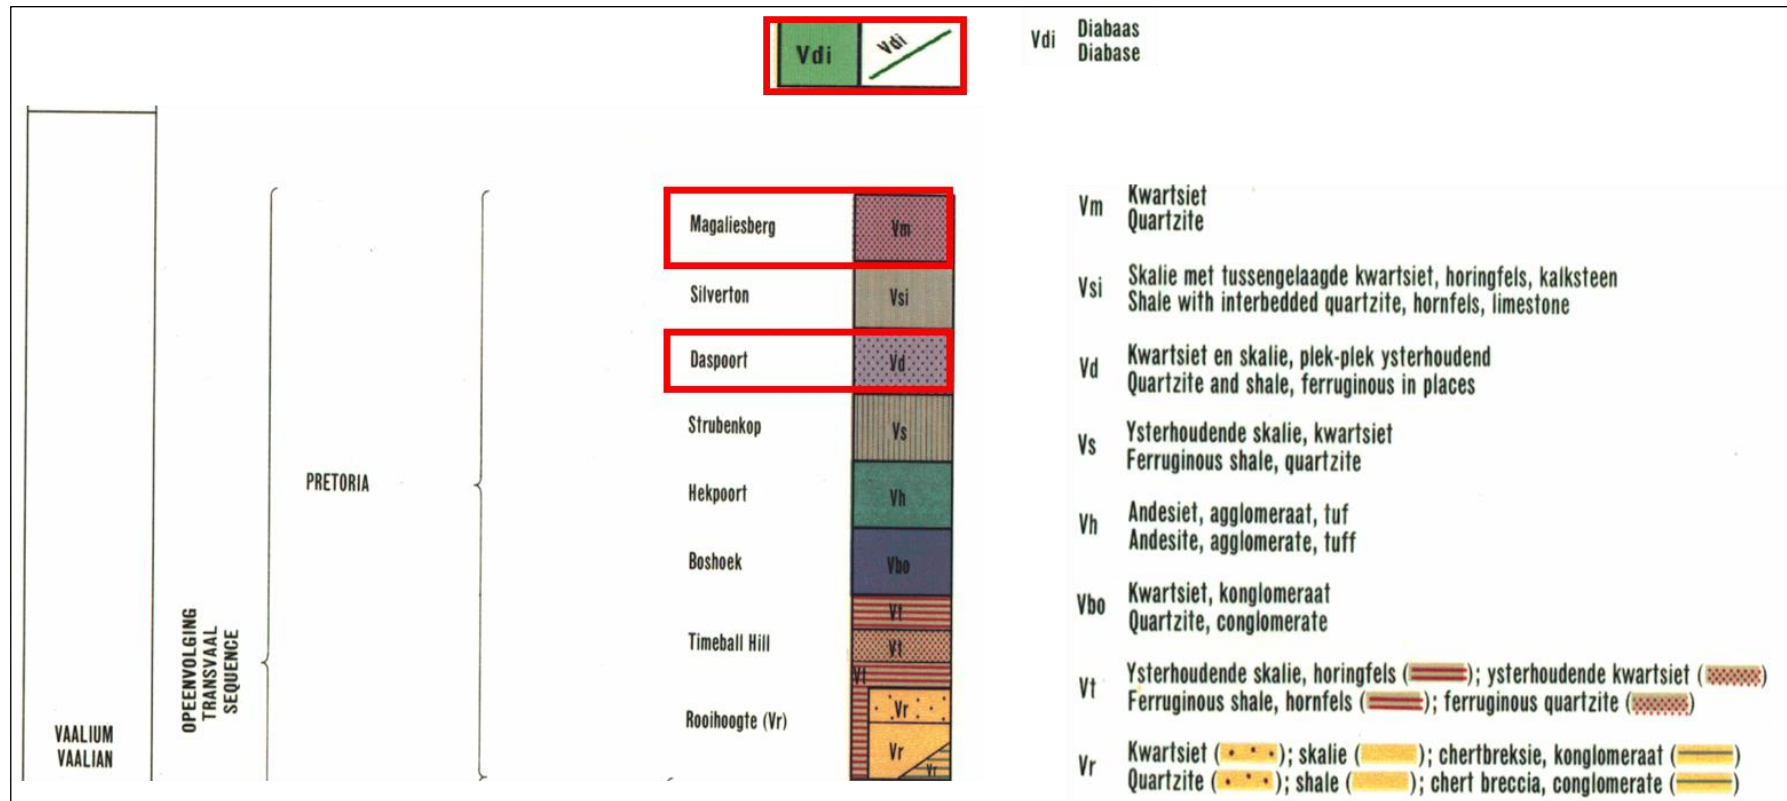 Vdi
Vdi
Vdi Diabaas
Diabase
Magaliesberg Vm
Vm Kwartsiet
Quartzite
Silverton Vsi
Vsi Skalie met tussengelaagde kwartsiet, horingfels, kalksteen
Shale with interbedded quartzite, hornfels, limestone
Daspoort Vd
Vd Kwartsiet en skalie, plek-plek ysterhoudend
Quartzite and shale, ferruginous in places
Strubenkop Vs
Vs Ysterhoudende skalie, kwartsiet
Ferruginous shale, quartzite
PRETORIA
Hekpoort Vh
Vh Andesiet, agglomeraat, tuf
Andesite, agglomerate, tuff
Boshoek Vbo
Vbo Kwartsiet, konglomeraat
Quartzite, conglomerate
OPEENVOLGING
TRANSVAAL
SEQUENCE
Vt
Timeball Hill Vt
Vt
Vt Ysterhoudende skalie, horingfels ( ); ysterhoudende kwartsiet ( )
Ferruginous shale, hornfels ( ); ferruginous quartzite ( )
Rooihoogte (Vr) Vr
Vr
Vr
VAALIUM
VAALIAN
Vr Kwartsiet ( ); skalie ( ); chertbreksie, konglomeraat ( )
Quartzite ( ); shale ( ); chert breccia, conglomerate ( )